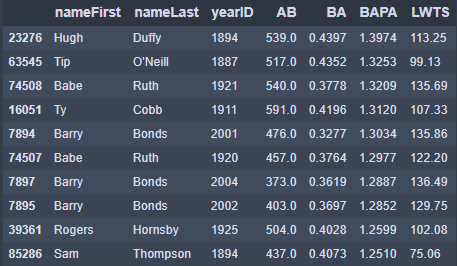 nameFirst nameLast yearID AB BA BAPA LWTS
23276 Hugh Duffy 1894 539.0 0.4397 1.3974 113.25
63545 Tip O'Neill 1887 517.0 0.4352 1.3253 99.13
74508 Babe Ruth 1921 540.0 0.3778 1.3209 135.69
16051 Ty Cobb 1911 591.0 0.4196 1.3120 107.33
7894 Barry Bonds 2001 476.0 0.3277 1.3034 135.86
74507 Babe Ruth 1920 457.0 0.3764 1.2977 122.20
7897 Barry Bonds 2004 373.0 0.3619 1.2887 136.49
7895 Barry Bonds 2002 403.0 0.3697 1.2852 129.75
39361 Rogers Hornsby 1925 504.0 0.4028 1.2599 102.08
85286 Sam Thompson 1894 437.0 0.4073 1.2510 75.06